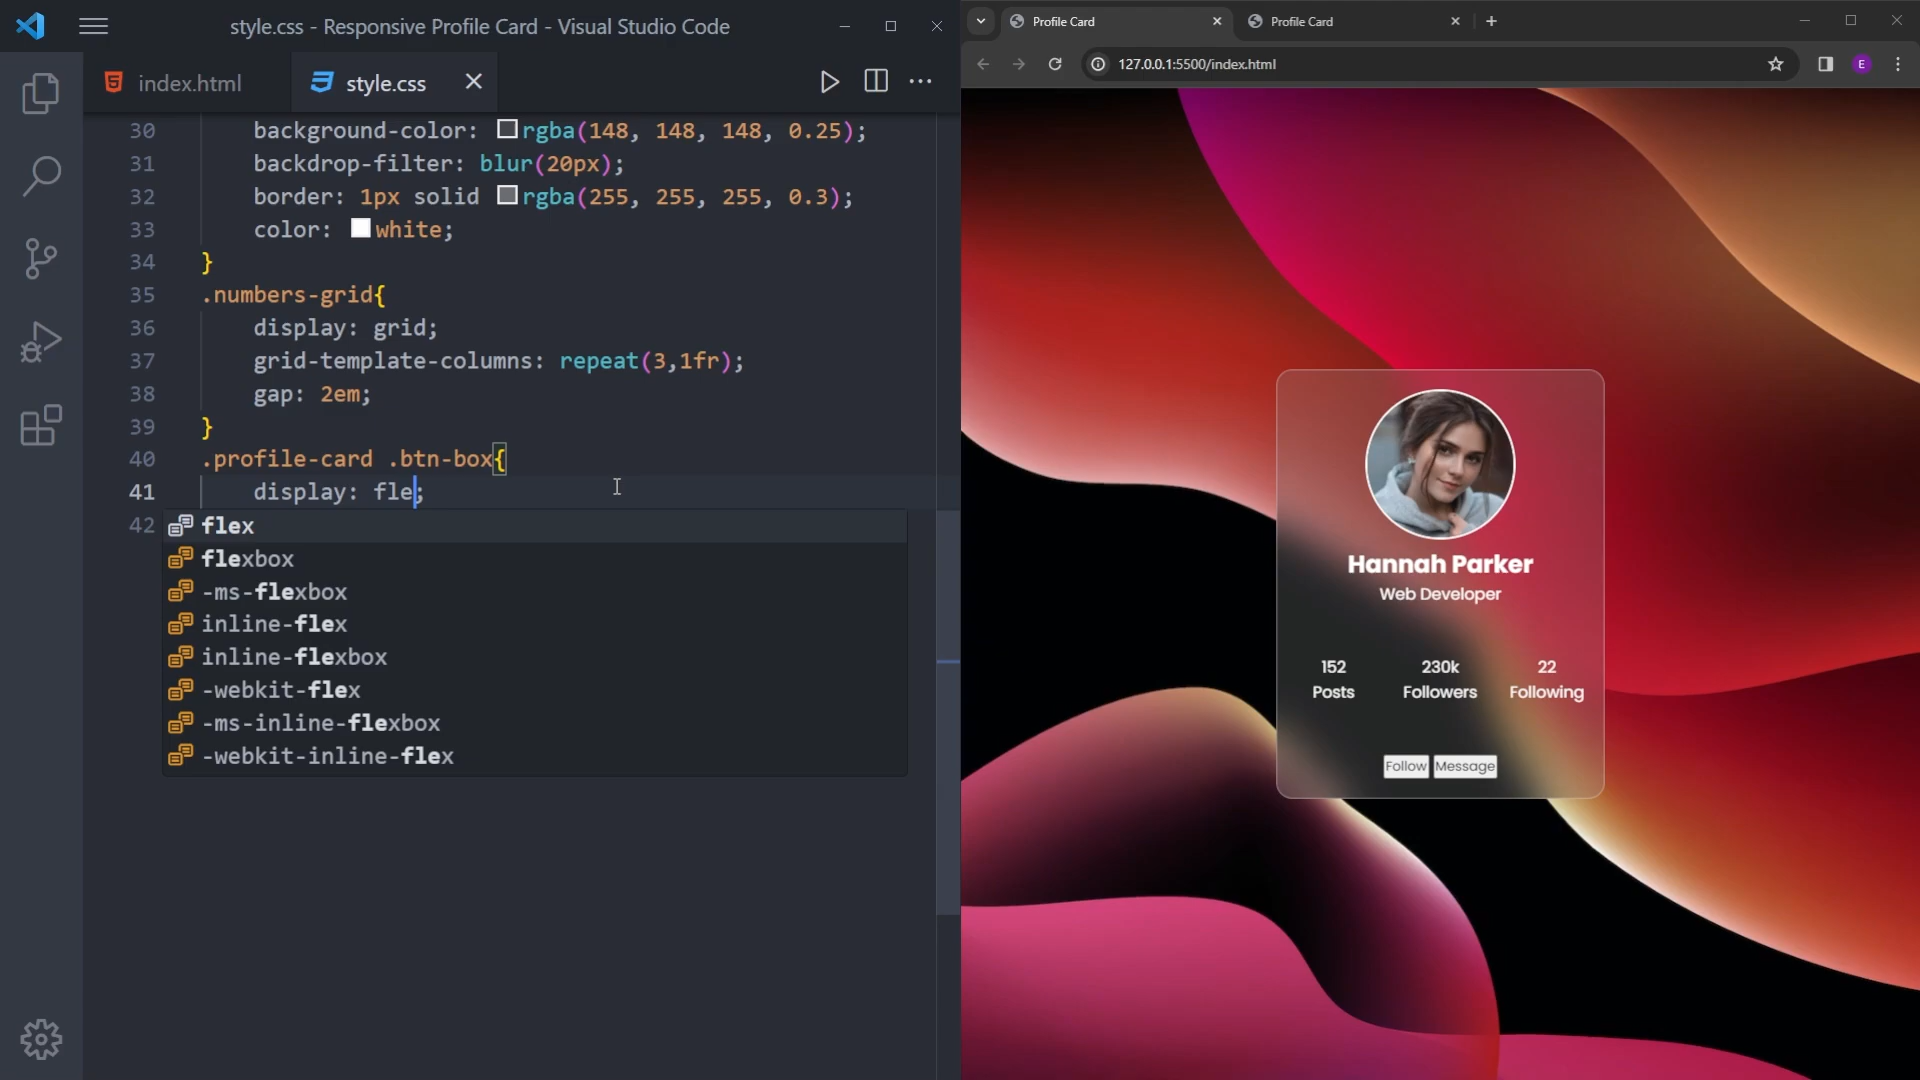 style.css - Responsive Profile Card - Visual Studio Code
index.html
style.css
30 background-color: rgba(148, 148, 148, 0.25);
31 backdrop-filter: blur(20px);
32 border: 1px solid rgba(255, 255, 255, 0.3);
33 color: white;
34 }
35 .numbers-grid{
36 display: grid;
37 grid-template-columns: repeat(3,1fr);
38 gap: 2em;
39 }
40 .profile-card .btn-box{
41 display: fle;
42
flex
flexbox
-ms-flexbox
inline-flex
inline-flexbox
-webkit-flex
-ms-inline-flexbox
-webkit-inline-flex
Profile Card
Profile Card
127.0.0.1:5500/index.html
E
Hannah Parker
Web Developer
152 230k 22
Posts Followers Following
Follow Message